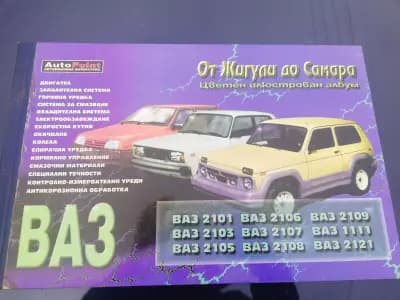 AutoPoint
От Жигули до Самара
Цветен илюстрован албум
ДВИГАТЕЛ
ЗАПАЛИТЕЛНА СИСТЕМА
ГОРИВНА УРЕДБА
СИСТЕМА ЗА СМАЗВАНЕ
ОХЛАДИТЕЛНА СИСТЕМА
ЕЛЕКТРООБЗАВЕЖДАНЕ
СКОРОСТНА КУТИЯ
ОКАЧВАНЕ
КОЛЕЛА
СПИРАЧНА УРЕДБА
КОРМИЛНО УПРАВЛЕНИЕ
СМАЗОЧНИ МАТЕРИАЛИ
СПЕЦИАЛНИ ТЕЧНОСТИ
КОНТРОЛНО-ИЗМЕРВАТЕЛНИ УРЕДИ
АНТИКОРОЗИОННА ОБРАБОТКА
ВАЗ
ВАЗ 2101 ВАЗ 2106 ВАЗ 2109
ВАЗ 2103 ВАЗ 2107 ВАЗ 1111
ВАЗ 2105 ВАЗ 2108 ВАЗ 2121